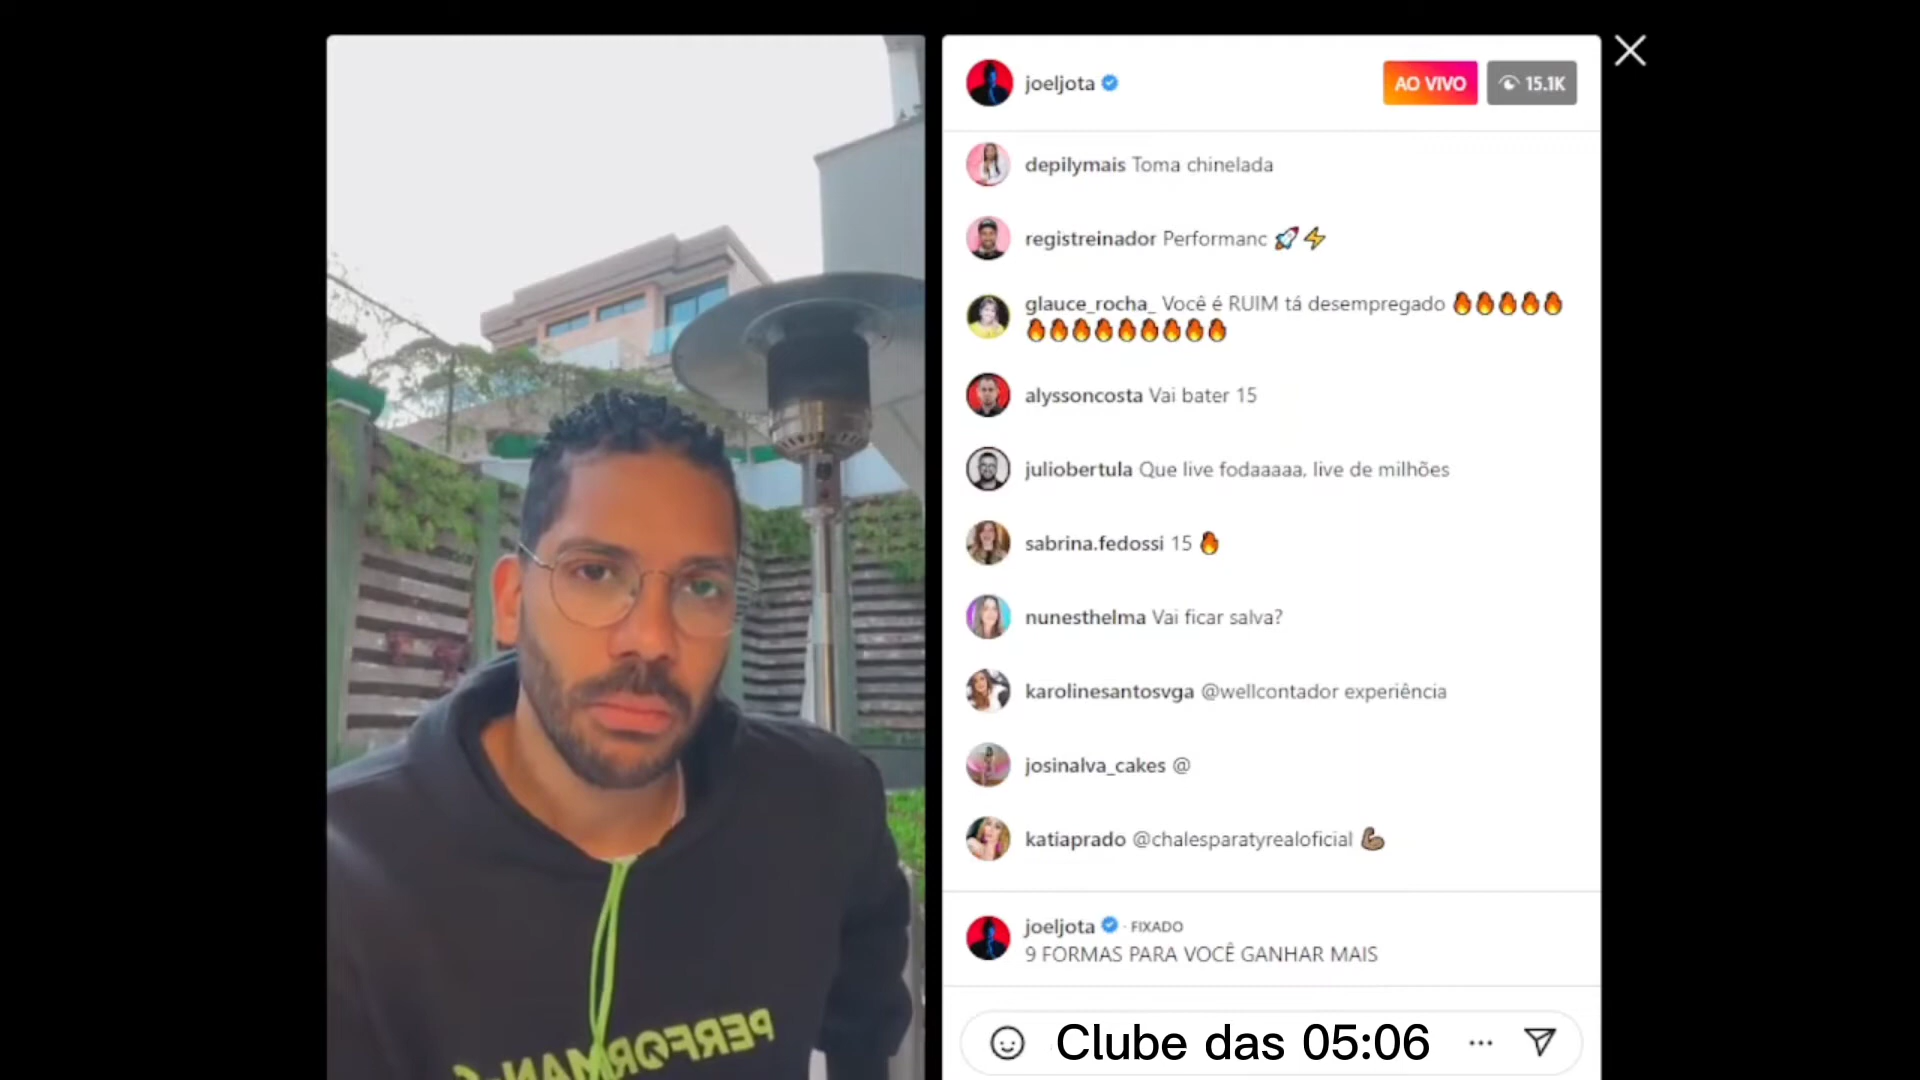 joeljota
AO VIVO
15.1K
depilymais Toma chinelada
registreinador Performanc 🚀⚡
glauce_rocha_ Você é RUIM tá desempregado 🔥🔥🔥🔥🔥
🔥🔥🔥🔥🔥🔥🔥🔥🔥
alyssoncosta Vai bater 15
juliobertula Que live fodaaaaa, live de milhões
sabrina.fedossi 15 🔥
nunesthelma Vai ficar salva?
karolinesantosvga @wellcontador experiência
josinalva_cakes @
katiaprado @chalesparatyrealoficial 💪🏽
joeljota · FIXADO
9 FORMAS PARA VOCÊ GANHAR MAIS
Clube das 05:06
PERFORMAN